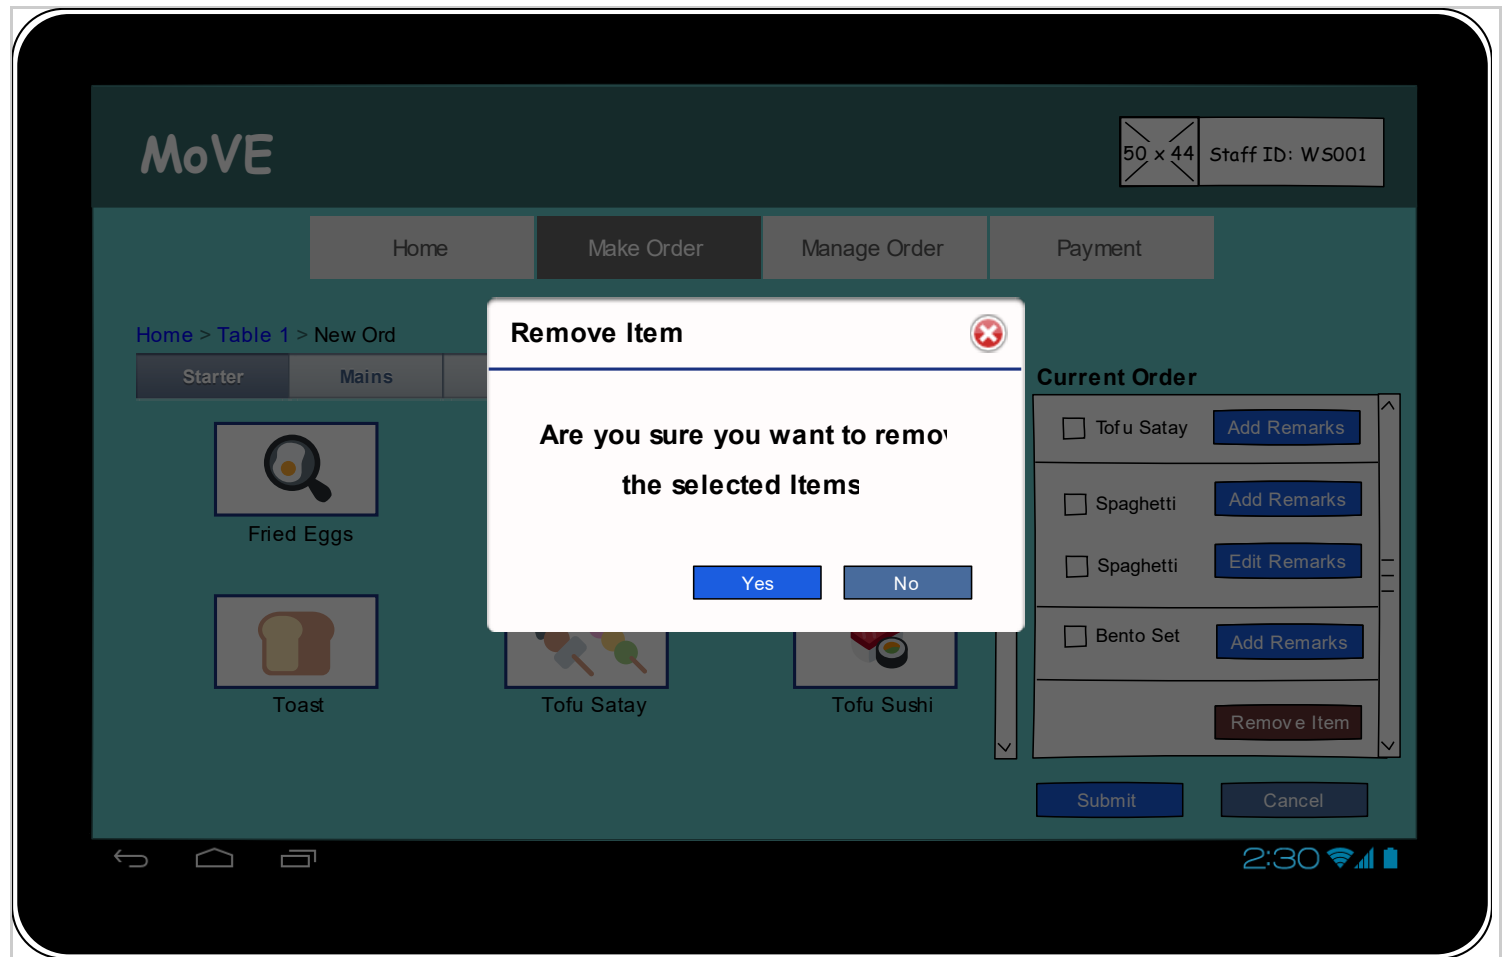 MoVE
50 x 44 Staff ID: WS001
Home Make Order Manage Order Payment
Home > Table 1 > New Ord
Starter Mains
Remove Item
Are you sure you want to remov
the selected Items
Yes No
Fried Eggs
Toast
Tofu Satay
Tofu Sushi
Current Order
Tofu Satay Add Remarks
Spaghetti Add Remarks
Spaghetti Edit Remarks
Bento Set Add Remarks
Remove Item
Submit Cancel
2:30